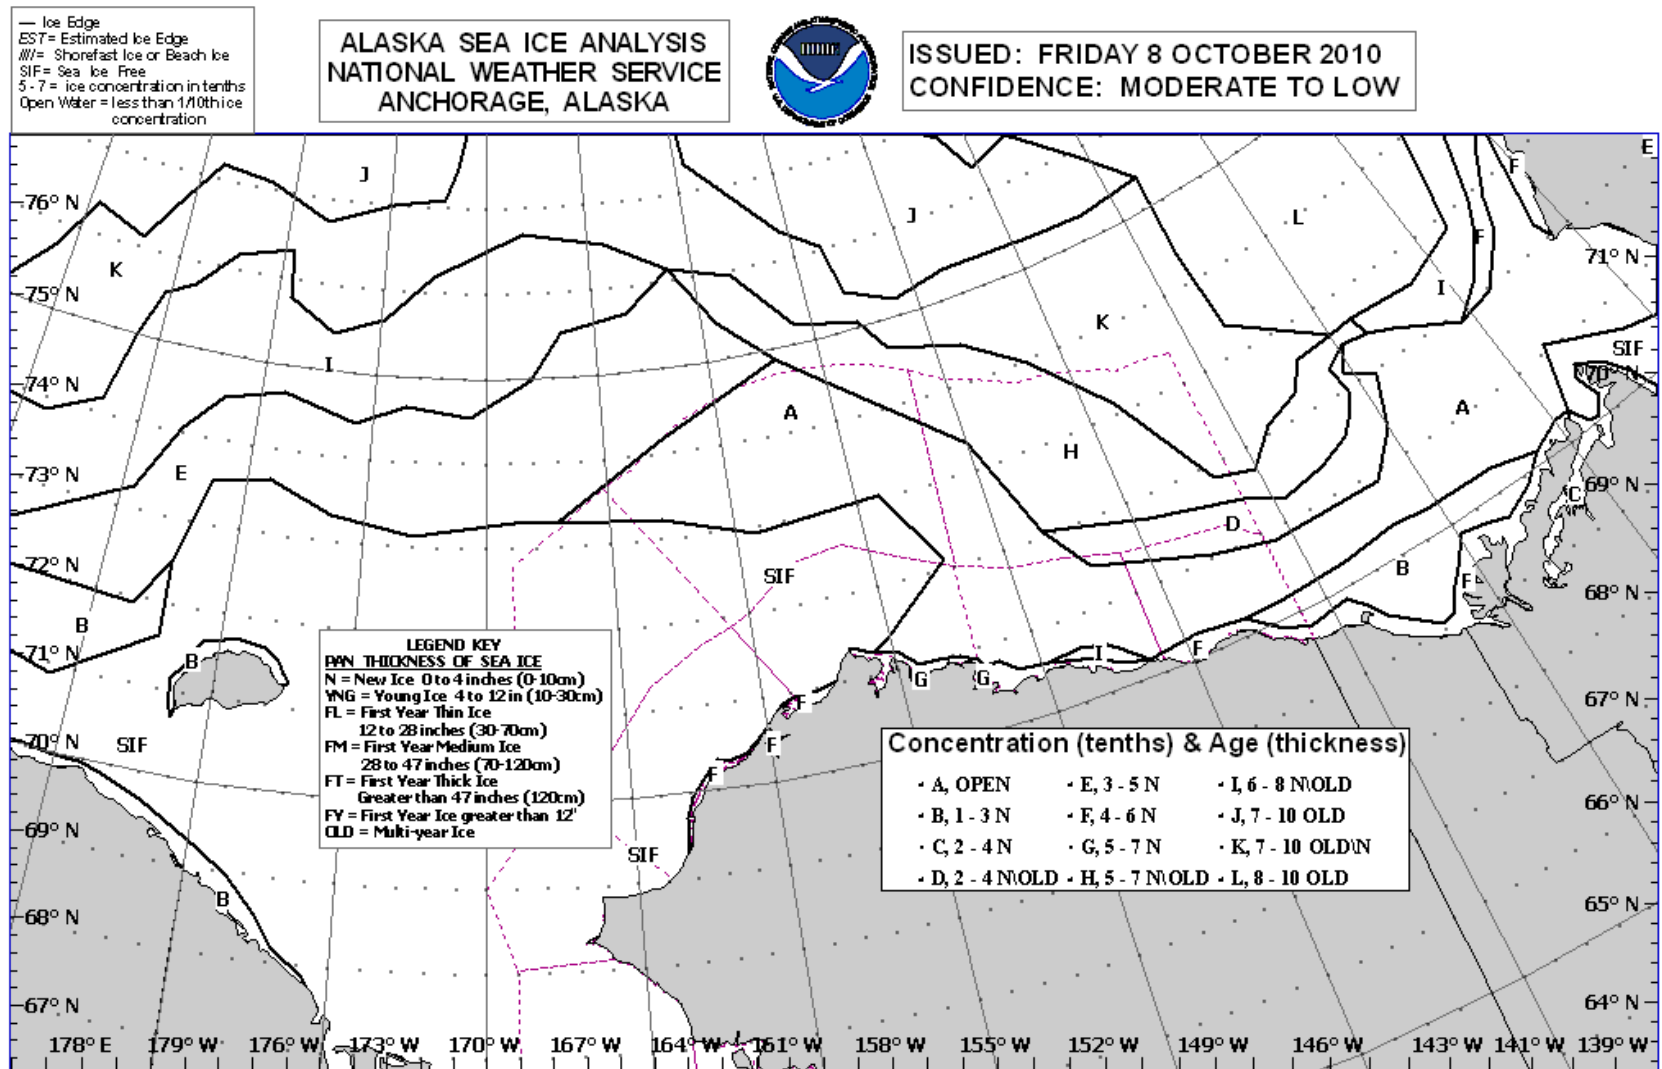 — Ice Edge
EST = Estimated Ice Edge
////= Shorefast Ice or Beach Ice
SIF = Sea Ice Free
5 - 7 = ice concentration in tenths
Open Water = less than 1/10th ice
concentration
ALASKA SEA ICE ANALYSIS
NATIONAL WEATHER SERVICE
ANCHORAGE, ALASKA
ISSUED: FRIDAY 8 OCTOBER 2010
CONFIDENCE: MODERATE TO LOW
E
F
J
76° N
J
L
F
71° N
K
I
75° N
K
SIF
I
70° N
74° N
A
A
H
E
73° N
69° N
C
D
72° N
SIF
B
F
68° N
B
71° N
B
I
F
G
G
67° N
F
70° N
SIF
F
F
66° N
69° N
SIF
B
65° N
68° N
64° N
67° N
LEGEND KEY
PAN THICKNESS OF SEA ICE
N = New Ice 0 to 4 inches (0-10cm)
YNG = Young Ice 4 to 12 in (10-30cm)
FL = First Year Thin Ice
12 to 28 inches (30-70cm)
FM = First Year Medium Ice
28 to 47 inches (70-120cm)
FT = First Year Thick Ice
Greater than 47 inches (120cm)
FY = First Year Ice greater than 12"
OLD = Multi-year Ice
Concentration (tenths) & Age (thickness)
· A, OPEN · E, 3 - 5 N · I, 6 - 8 N\OLD
· B, 1 - 3 N · F, 4 - 6 N · J, 7 - 10 OLD
· C, 2 - 4 N · G, 5 - 7 N · K, 7 - 10 OLD\N
· D, 2 - 4 N\OLD · H, 5 - 7 N\OLD · L, 8 - 10 OLD
178° E 179° W 176° W 173° W 170° W 167° W 164° W 161° W 158° W 155° W 152° W 149° W 146° W 143° W 141° W 139° W